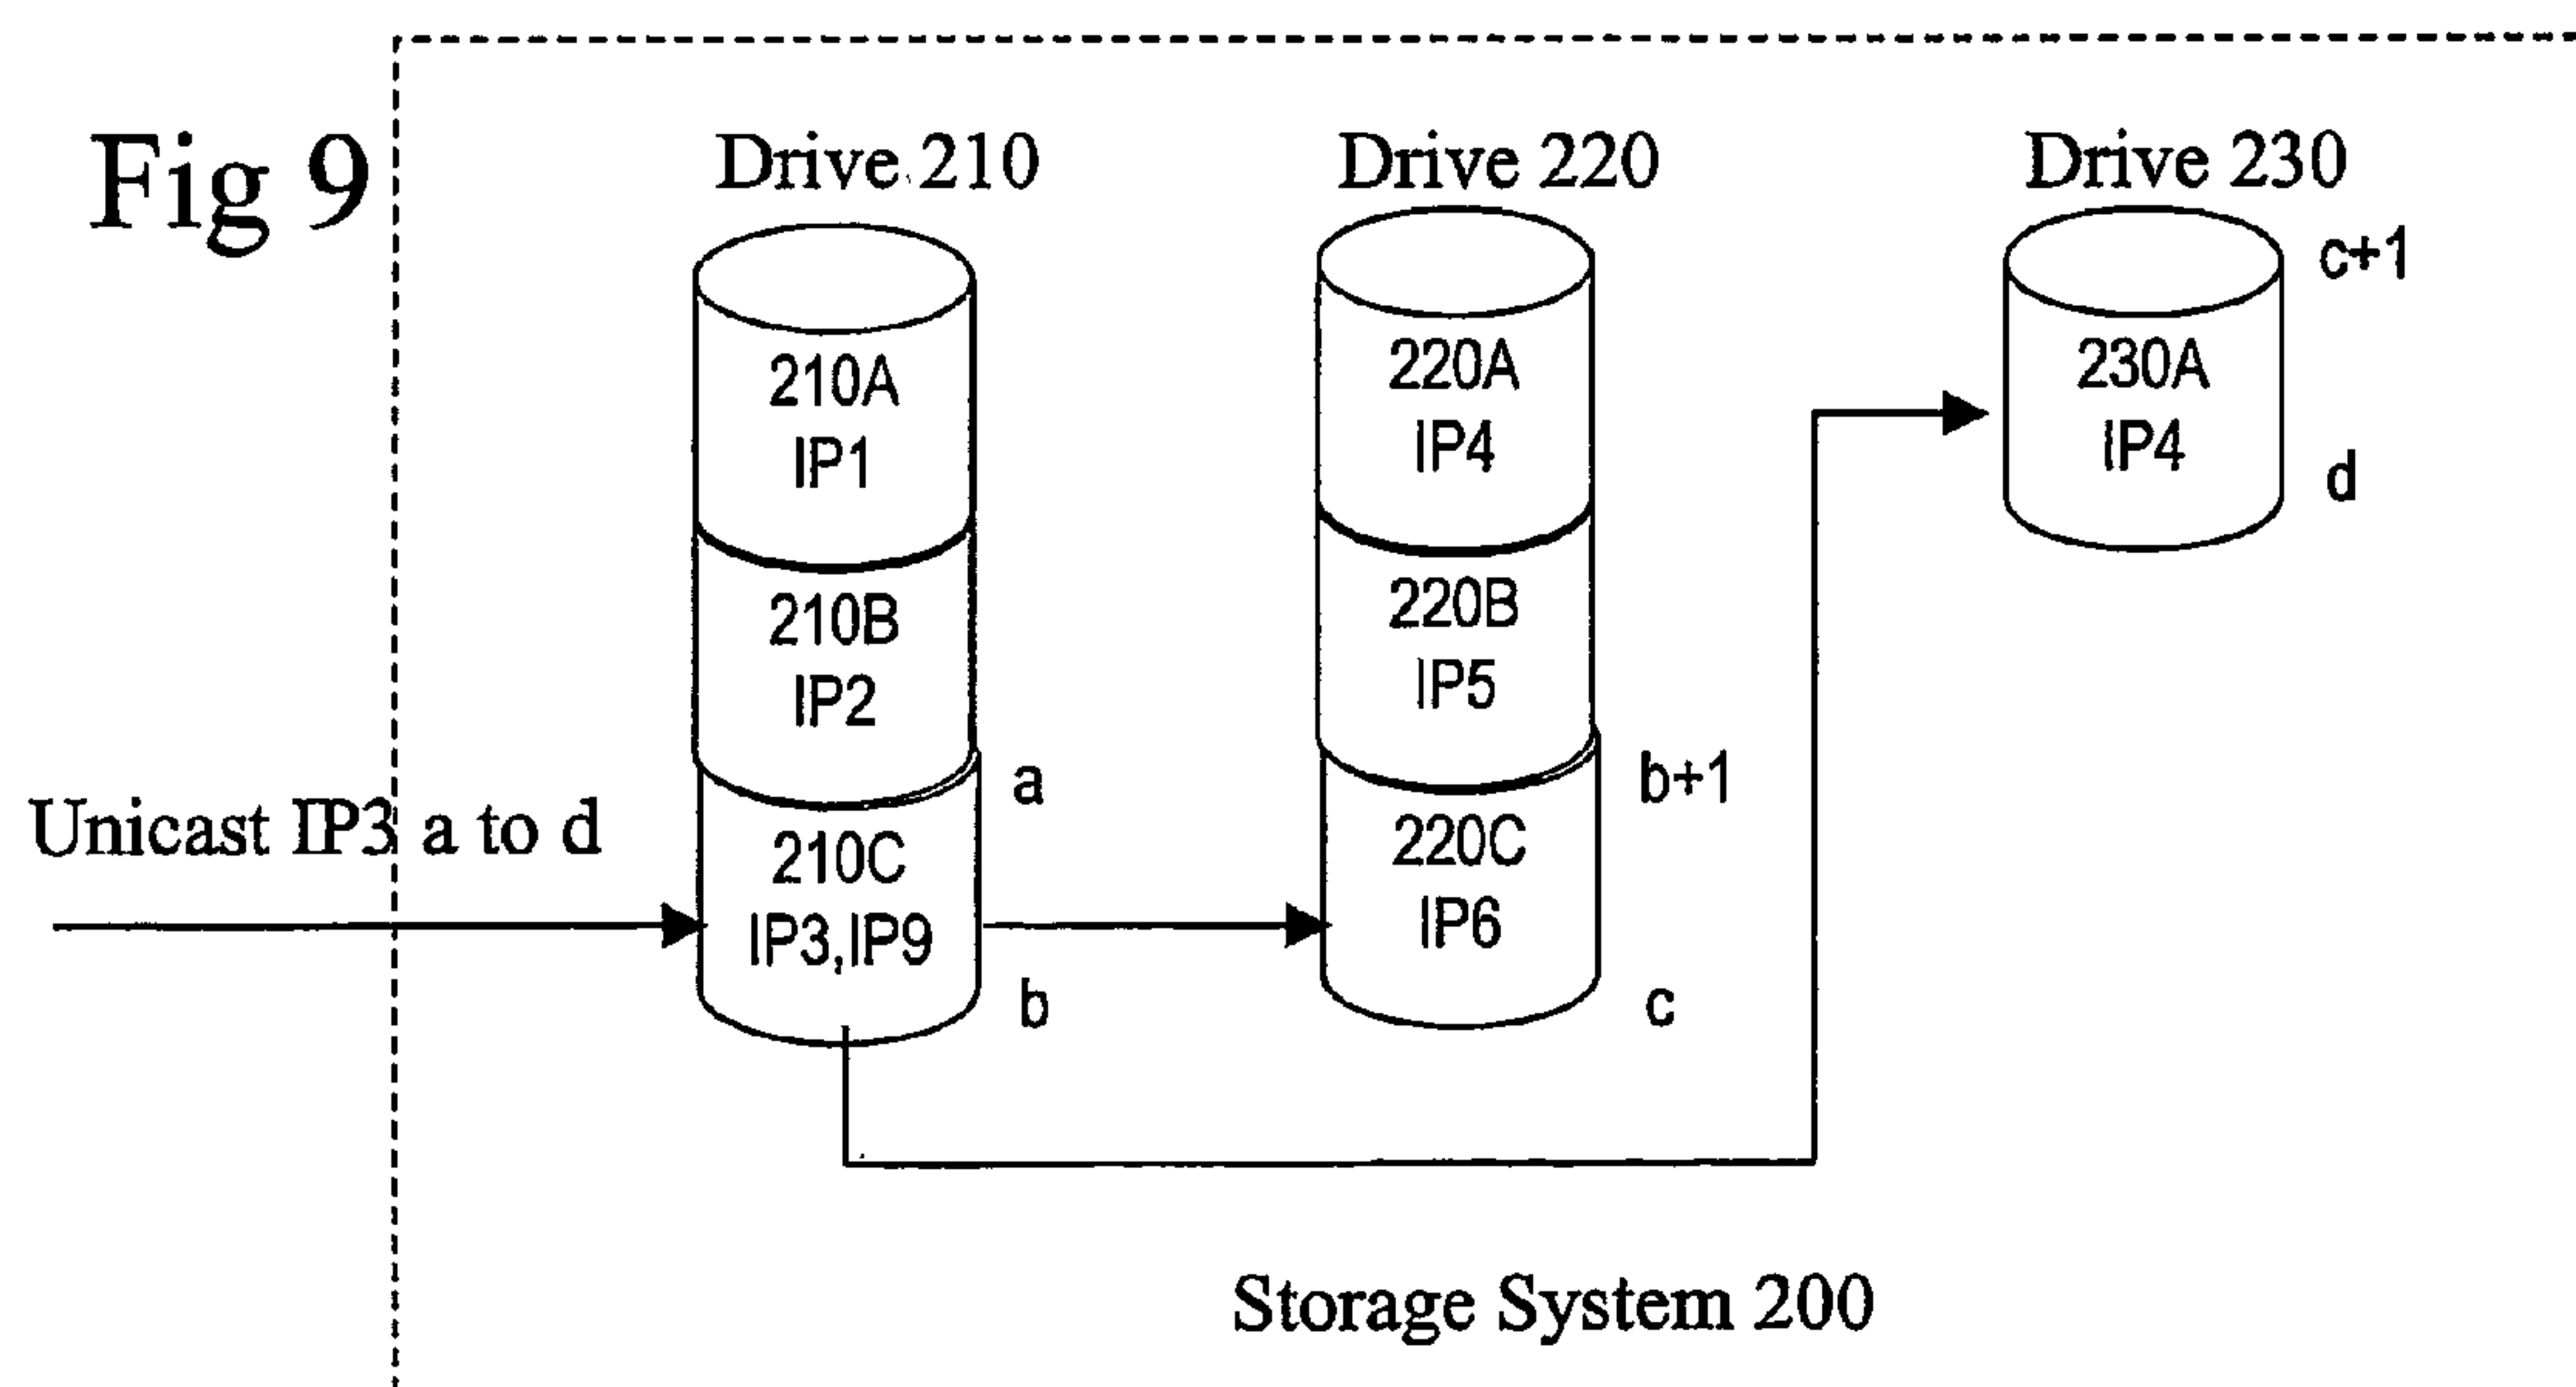 Fig 9
Drive 210
Drive 220
Drive 230
c+1
210A
IP1
220A
IP4
230A
IP4
d
210B
IP2
220B
IP5
a
b+1
Unicast IP3 a to d
210C
IP3,IP9
220C
IP6
b
c
Storage System 200